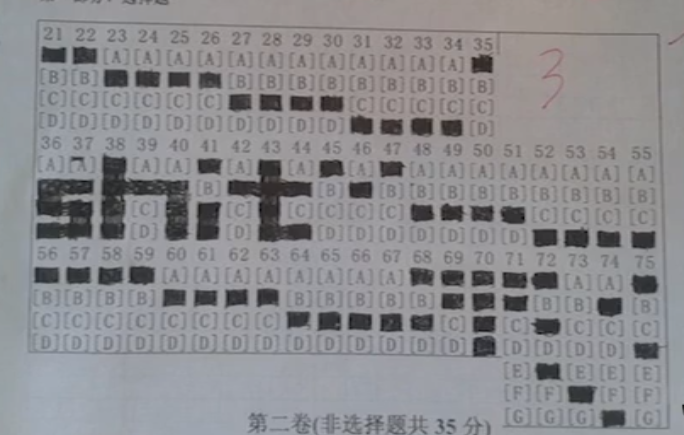 21 22 23 24 25 26 27 28 29 30 31 32 33 34 35
[A][A][A][A][A][A][A][A][A][A][A][A]
[B][B] [B][B][B][B][B][B][B][B][B]
[C][C][C][C][C][C] [C][C][C][C][C]
[D][D][D][D][D][D][D][D][D][D] [D]
3
36 37 38 39 40 41 42 43 44 45 46 47 48 49 50 51 52 53 54 55
[A][A] [A][A] [A] [A] [A] [A][A][A][A][A][A][A][A]
[B] [B] [B][B][B][B][B][B][B][B][B]
[C] [C] [C][C][C][C] [C][C][C][C]
[D] [D] [D][D][D][D][D][D][D]
56 57 58 59 60 61 62 63 64 65 66 67 68 69 70 71 72 73 74 75
[A][A][A][A][A][A][A][A] [A][A]
[B][B][B][B] [B][B][B][B][B] [B][B] [B]
[C][C][C][C][C][C][C][C] [C] [C] [C][C][C]
[D][D][D][D][D][D][D][D][D][D][D][D][D][D] [D][D][D][D]
[E] [E][E][E]
[F][F] [F][F]
[G][G][G] [G]
第二卷(非选择题共 35 分)